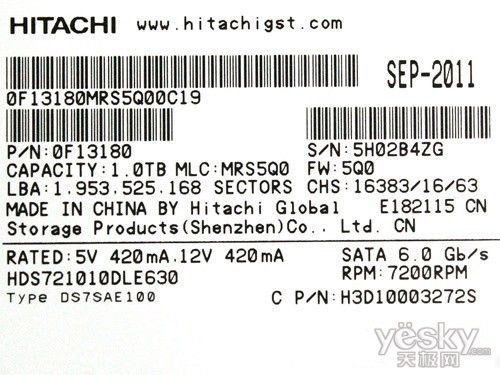 HITACHI www.hitachigst.com
SEP-2011
0F13180MRS5Q00C19
P/N:0F13180 S/N:5H02B4ZG
CAPACITY:1.0TB MLC:MRS5Q0 FW:5Q0
LBA:1.953.525.168 SECTORS CHS:16383/16/63
MADE IN CHINA BY Hitachi Global E182115 CN
Storage Products(Shenzhen)Co., Ltd. CN
RATED:5V 420mA.12V 420mA SATA 6.0 Gb/s
HDS721010DLE630 RPM:7200RPM
Type DS7SAE100 C P/N:H3D10003272S
yesky
天极网